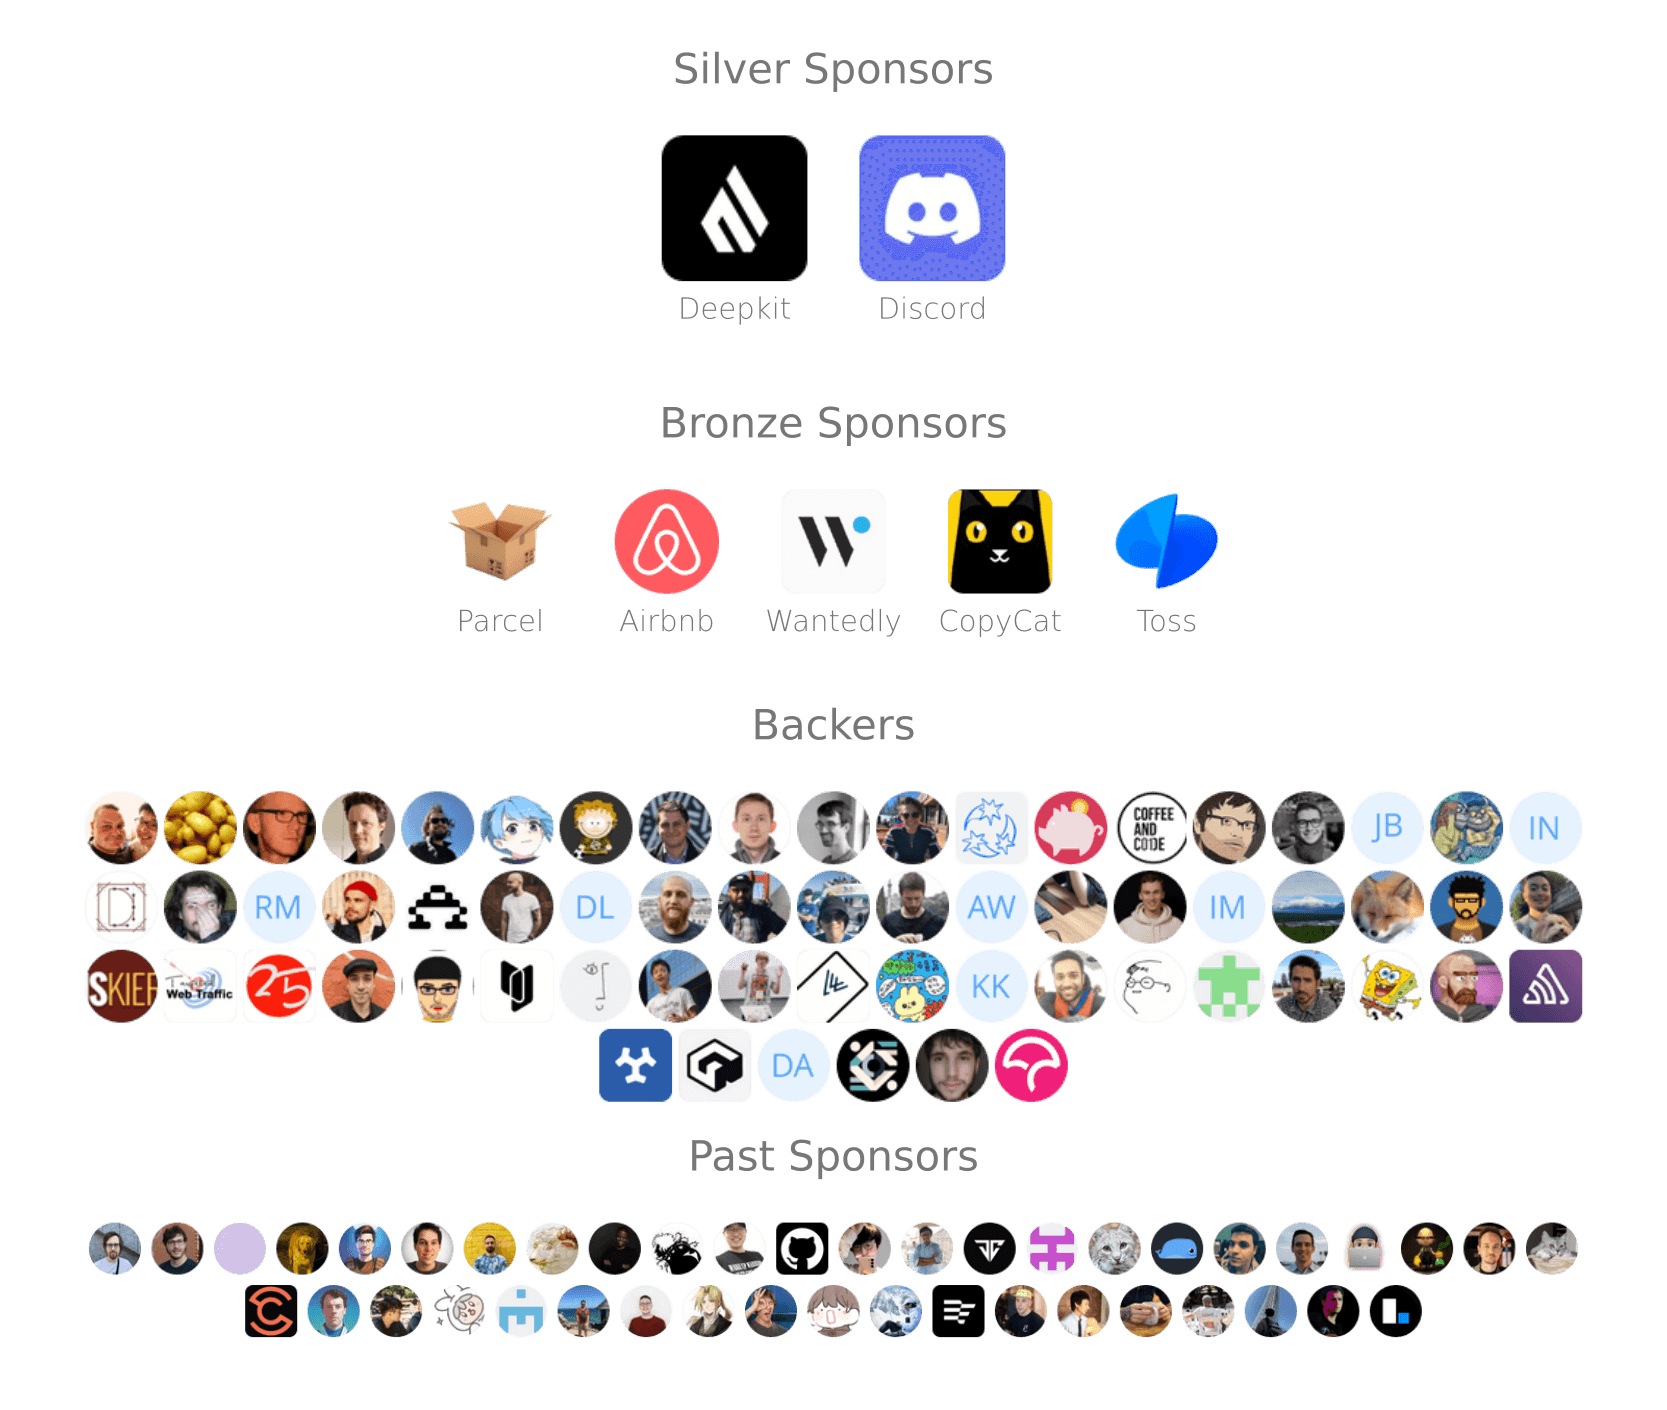 Silver Sponsors
Deepkit
Discord
Bronze Sponsors
Parcel
Airbnb
Wantedly
CopyCat
Toss
Backers
COFFEE
AND
CODE
JB
IN
RM
DL
AW
IM
SKIEF
Web Traffic
25
KK
DA
Past Sponsors